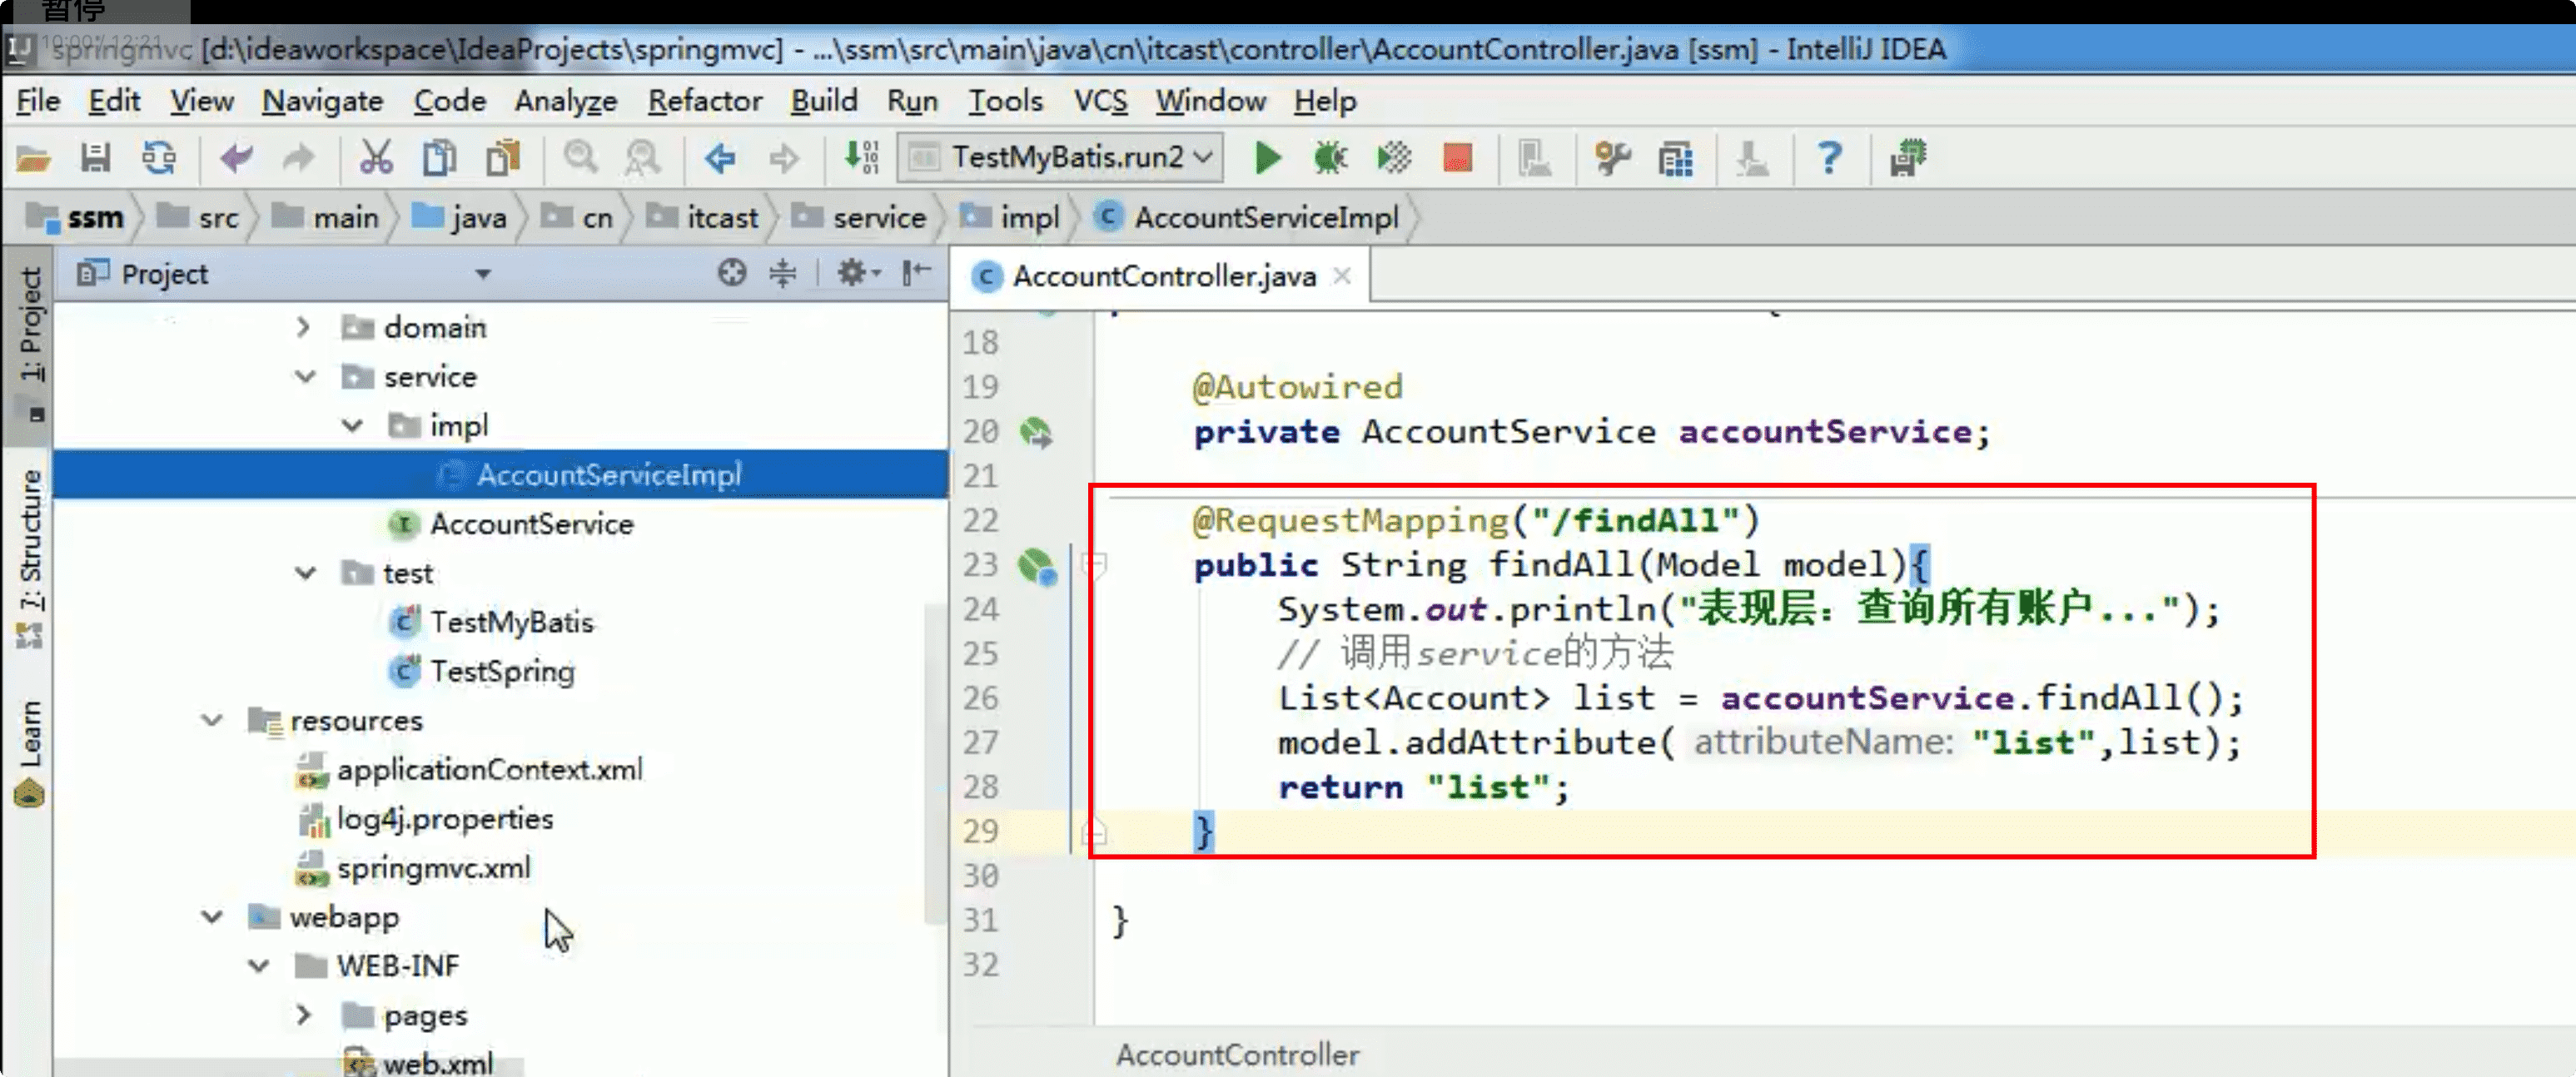 暂停
10:00 / 12:21
springmvc [d:\ideaworkspace\IdeaProjects\springmvc] - ...\ssm\src\main\java\cn\itcast\controller\AccountController.java [ssm] - IntelliJ IDEA
File Edit View Navigate Code Analyze Refactor Build Run Tools VCS Window Help
TestMyBatis.run2
ssm src main java cn itcast service impl AccountServiceImpl
1: Project
7: Structure
Learn
Project
domain
service
impl
AccountServiceImpl
AccountService
test
TestMyBatis
TestSpring
resources
applicationContext.xml
log4j.properties
springmvc.xml
webapp
WEB-INF
pages
web.xml
AccountController.java
18
19 @Autowired
20 private AccountService accountService;
21
22 @RequestMapping("/findAll")
23 public String findAll(Model model){
24 System.out.println("表现层：查询所有账户...");
25 // 调用service的方法
26 List<Account> list = accountService.findAll();
27 model.addAttribute( attributeName: "list",list);
28 return "list";
29 }
30
31 }
32
AccountController